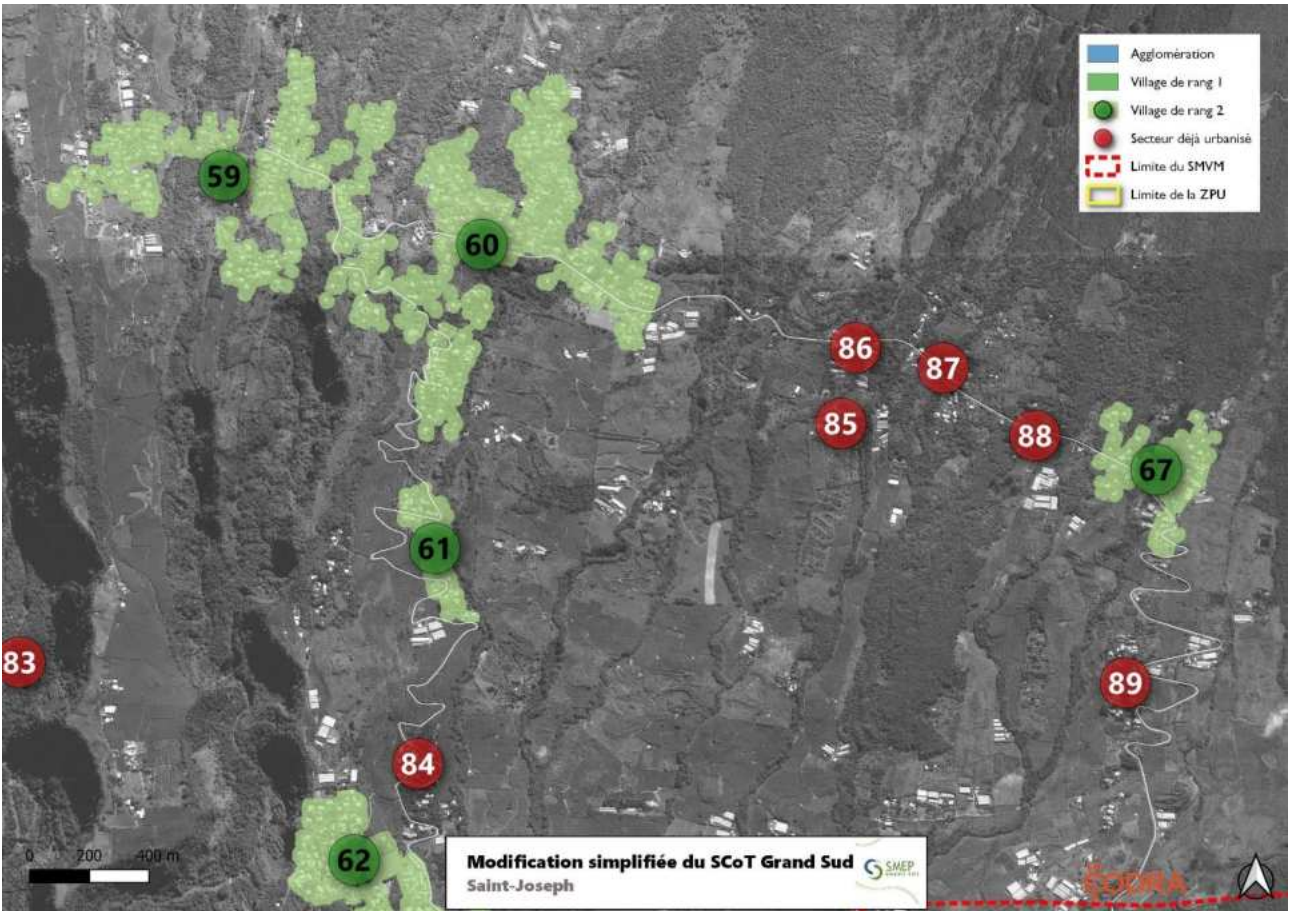 Agglomération
Village de rang 1
Village de rang 2
Secteur déjà urbanisé
Limite du SMVM
Limite de la ZPU
59
60
86
87
85
88
67
61
83
89
84
62
0 200 400 m
Modification simplifiée du SCoT Grand Sud
Saint-Joseph
SMEP